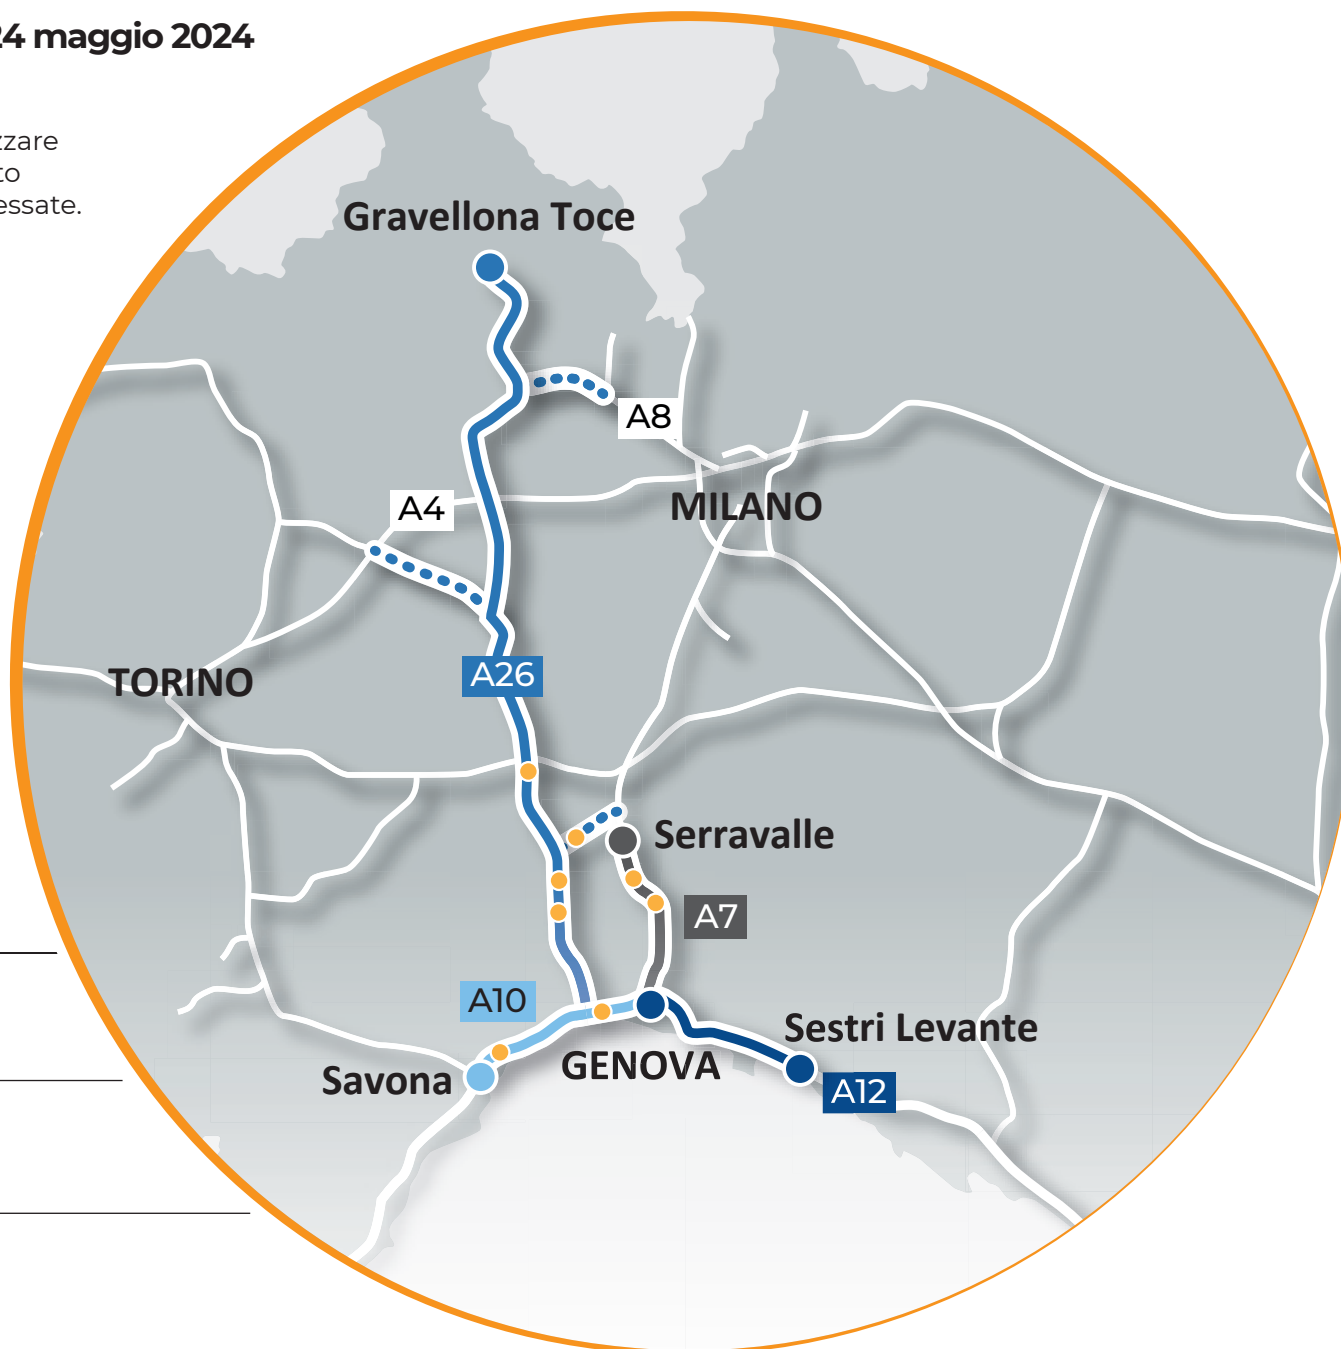 24 maggio 2024
zzare
to
essate.
Gravellona Toce
A8
A4
MILANO
TORINO
A26
Serravalle
A7
A10
Sestri Levante
Savona
GENOVA
A12